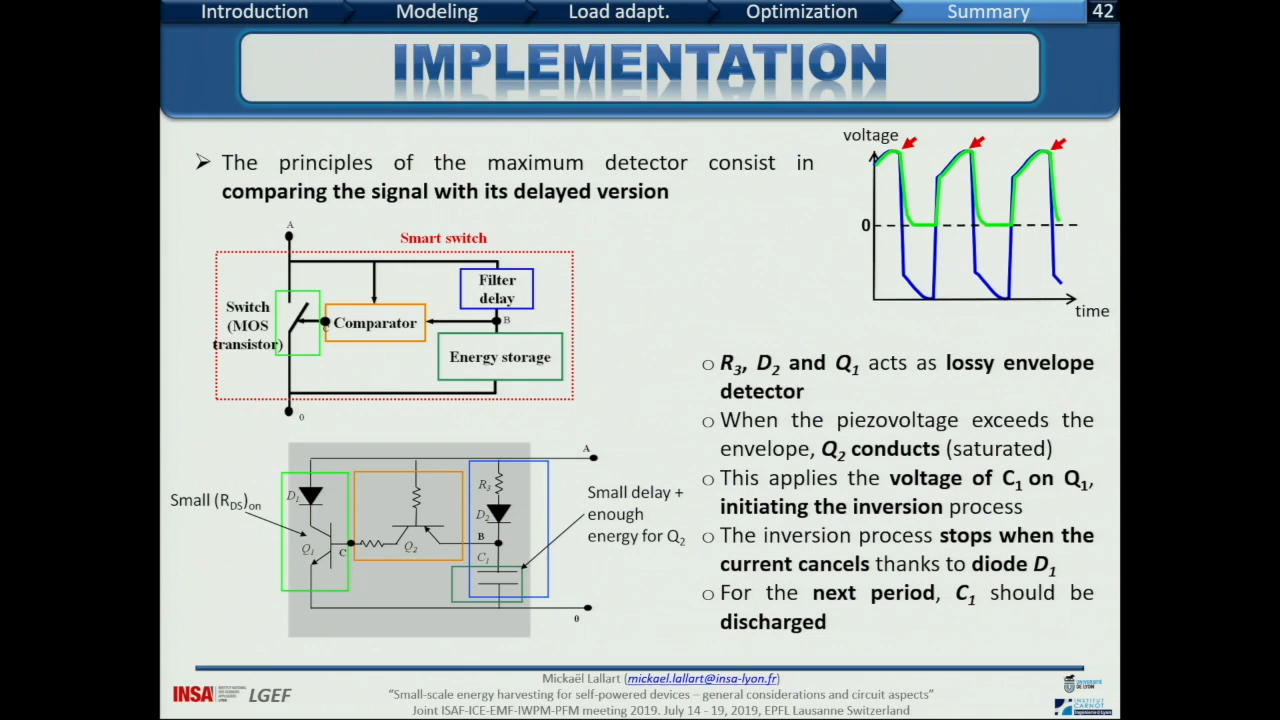 Introduction
Modeling
Load adapt.
Optimization
Summary
42
IMPLEMENTATION
➢ The principles of the maximum detector consist in
comparing the signal with its delayed version
voltage
0
time
A
Smart switch
Filter
delay
Switch
(MOS
transistor)
C
Comparator
B
Energy storage
0
A
D1
R3
D2
B
Q1
C
Q2
C1
0
Small (RDS)on
Small delay +
enough
energy for Q2
○ R3, D2 and Q1 acts as lossy envelope
detector
○ When the piezovoltage exceeds the
envelope, Q2 conducts (saturated)
○ This applies the voltage of C1 on Q1,
initiating the inversion process
○ The inversion process stops when the
current cancels thanks to diode D1
○ For the next period, C1 should be
discharged
INSA
LGEF
Mickaël Lallart (mickael.lallart@insa-lyon.fr)
“Small-scale energy harvesting for self-powered devices – general considerations and circuit aspects”
Joint ISAF-ICE-EMF-IWPM-PFM meeting 2019. July 14 - 19, 2019, EPFL Lausanne Switzerland
UNIVERSITÉ
DE LYON
INSTITUT
CARNOT